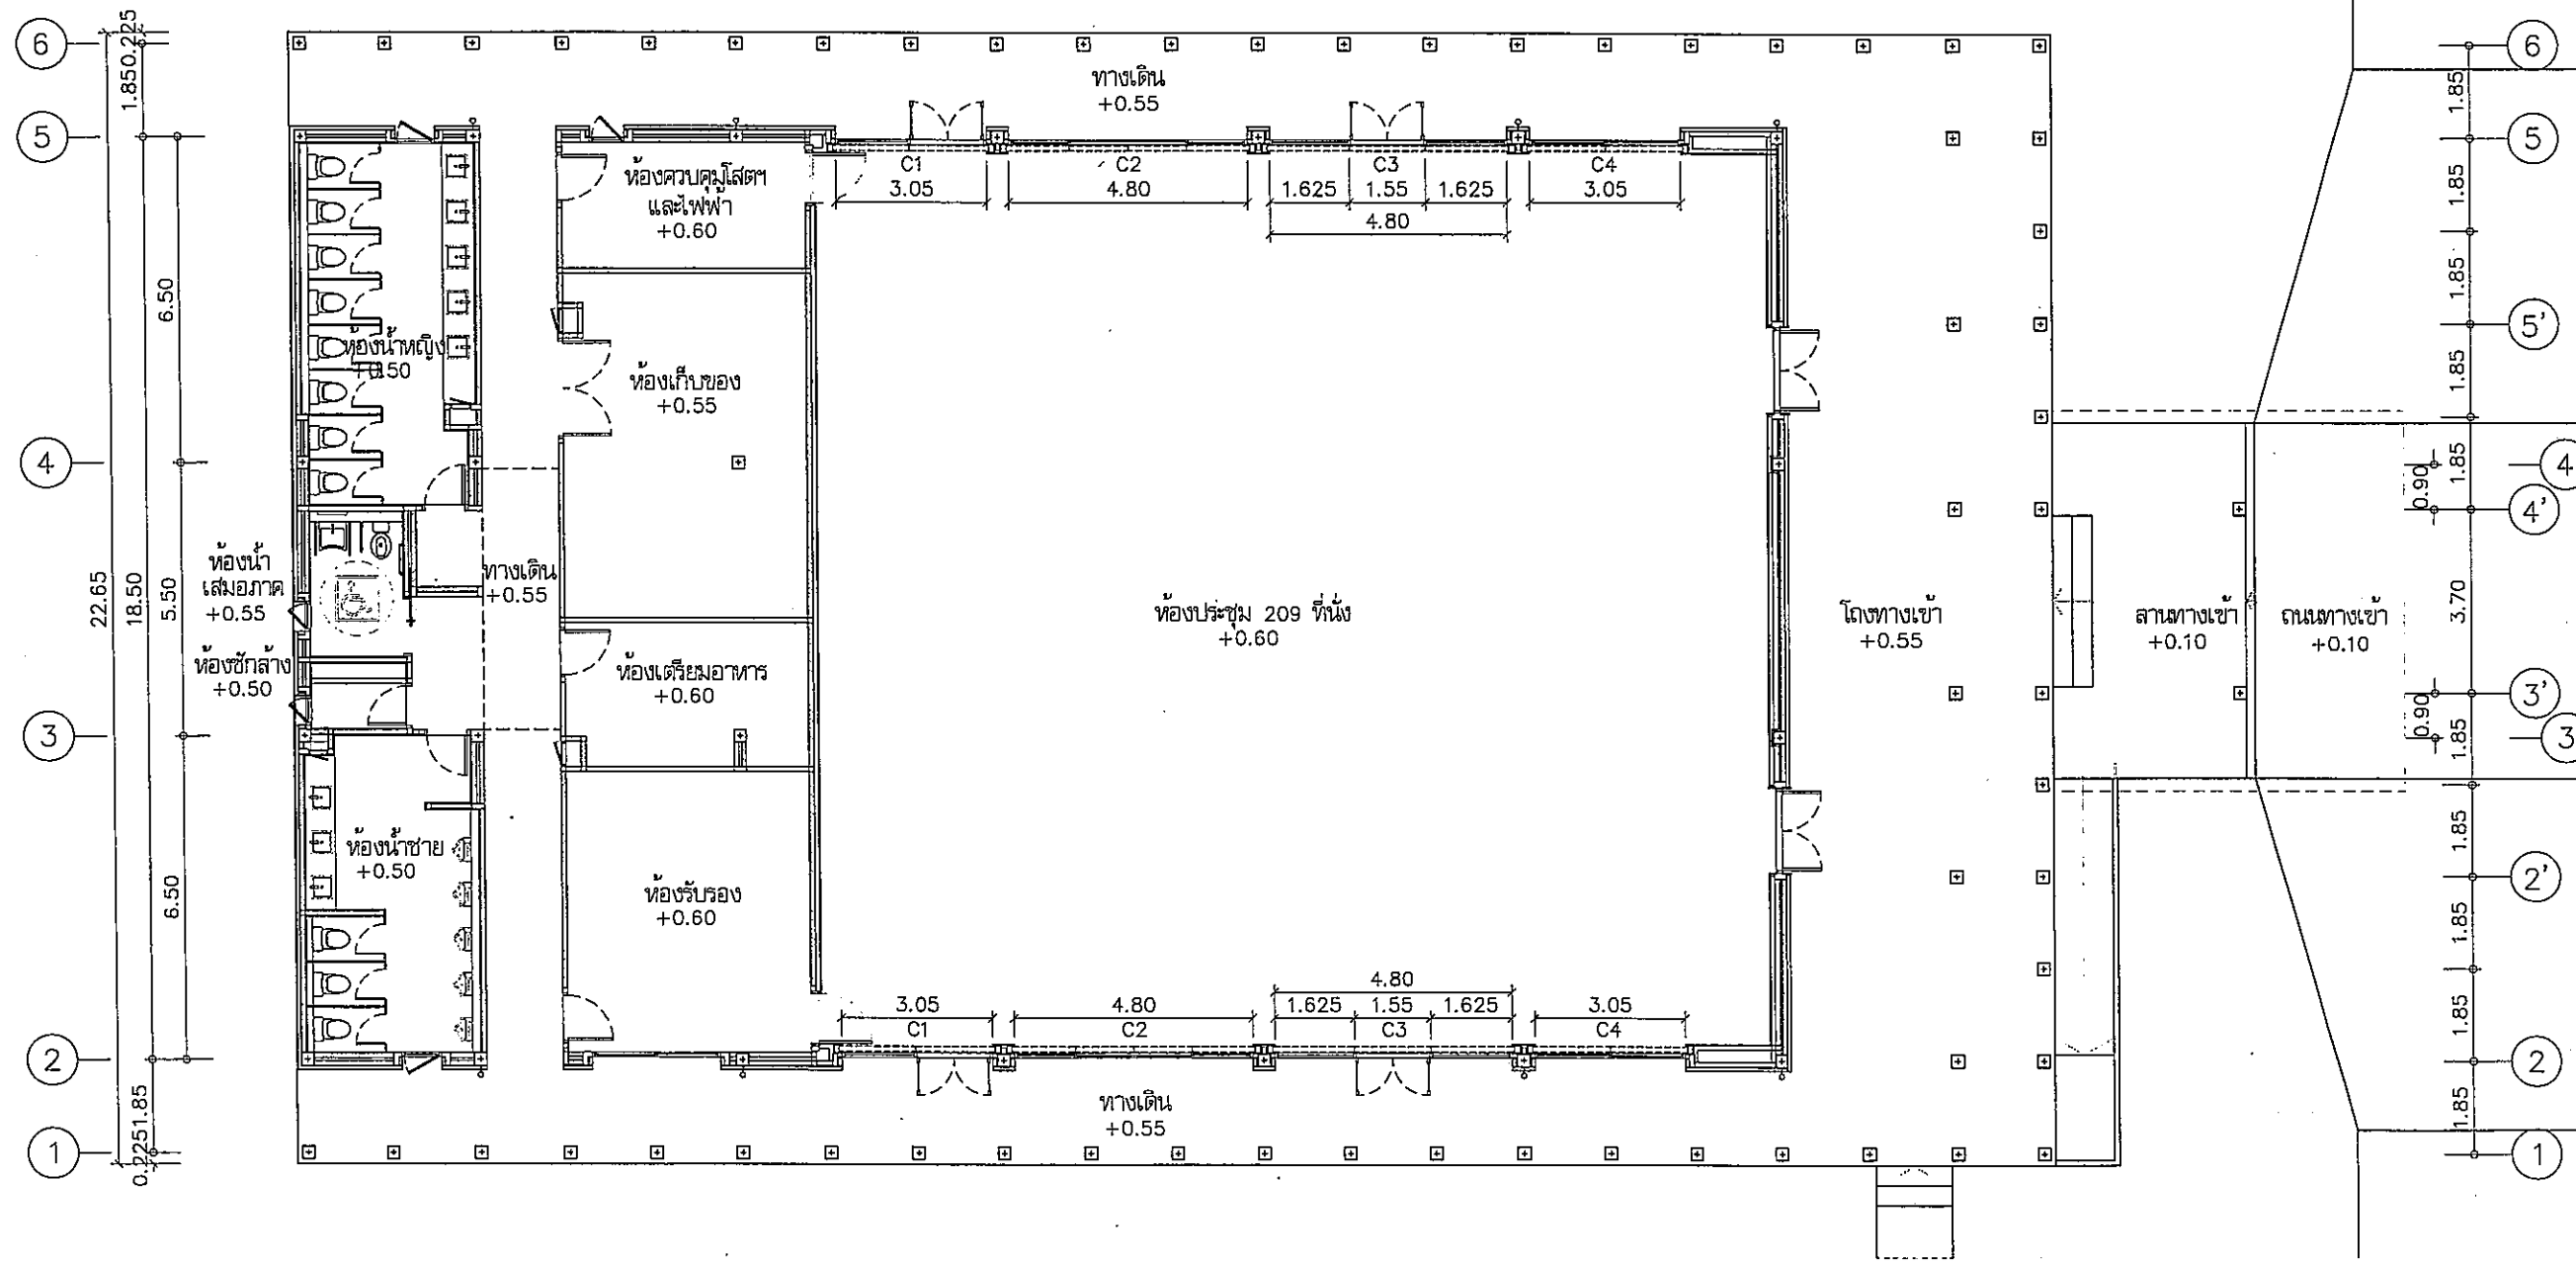 6
0.225
1.85
5
6.50
4
22.65
18.50
5.50
3
6.50
2
1.85
0.225
1
ทางเดิน
+0.55
ห้องควบคุมโสตฯ
และไฟฟ้า
+0.60
C1
3.05
C2
4.80
C3
1.625 1.55 1.625
4.80
C4
3.05
ห้องน้ำหญิง
+0.50
ห้องเก็บของ
+0.55
ห้องน้ำ
เสมอภาค
+0.55
ทางเดิน
+0.55
ห้องซักล้าง
+0.50
ห้องเตรียมอาหาร
+0.60
ห้องประชุม 209 ที่นั่ง
+0.60
โถงทางเข้า
+0.55
ลานทางเข้า
+0.10
ถนนทางเข้า
+0.10
ห้องน้ำชาย
+0.50
ห้องรับรอง
+0.60
3.05
C1
4.80
C2
4.80
1.625 1.55 1.625
C3
3.05
C4
ทางเดิน
+0.55
6
1.85
5
1.85
1.85
5'
1.85
1.85
4
0.90
4'
3.70
3'
0.90
3
1.85
1.85
2'
1.85
1.85
2
1.85
1